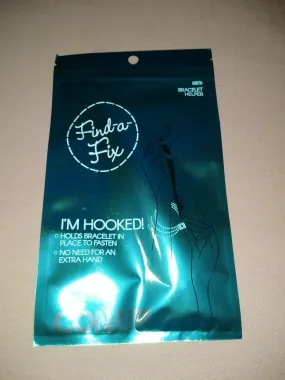 BRACELET
HELPER
Find-a-
Fix
I'M HOOKED!
HOLDS BRACELET IN
PLACE TO FASTEN
NO NEED FOR AN
EXTRA HAND